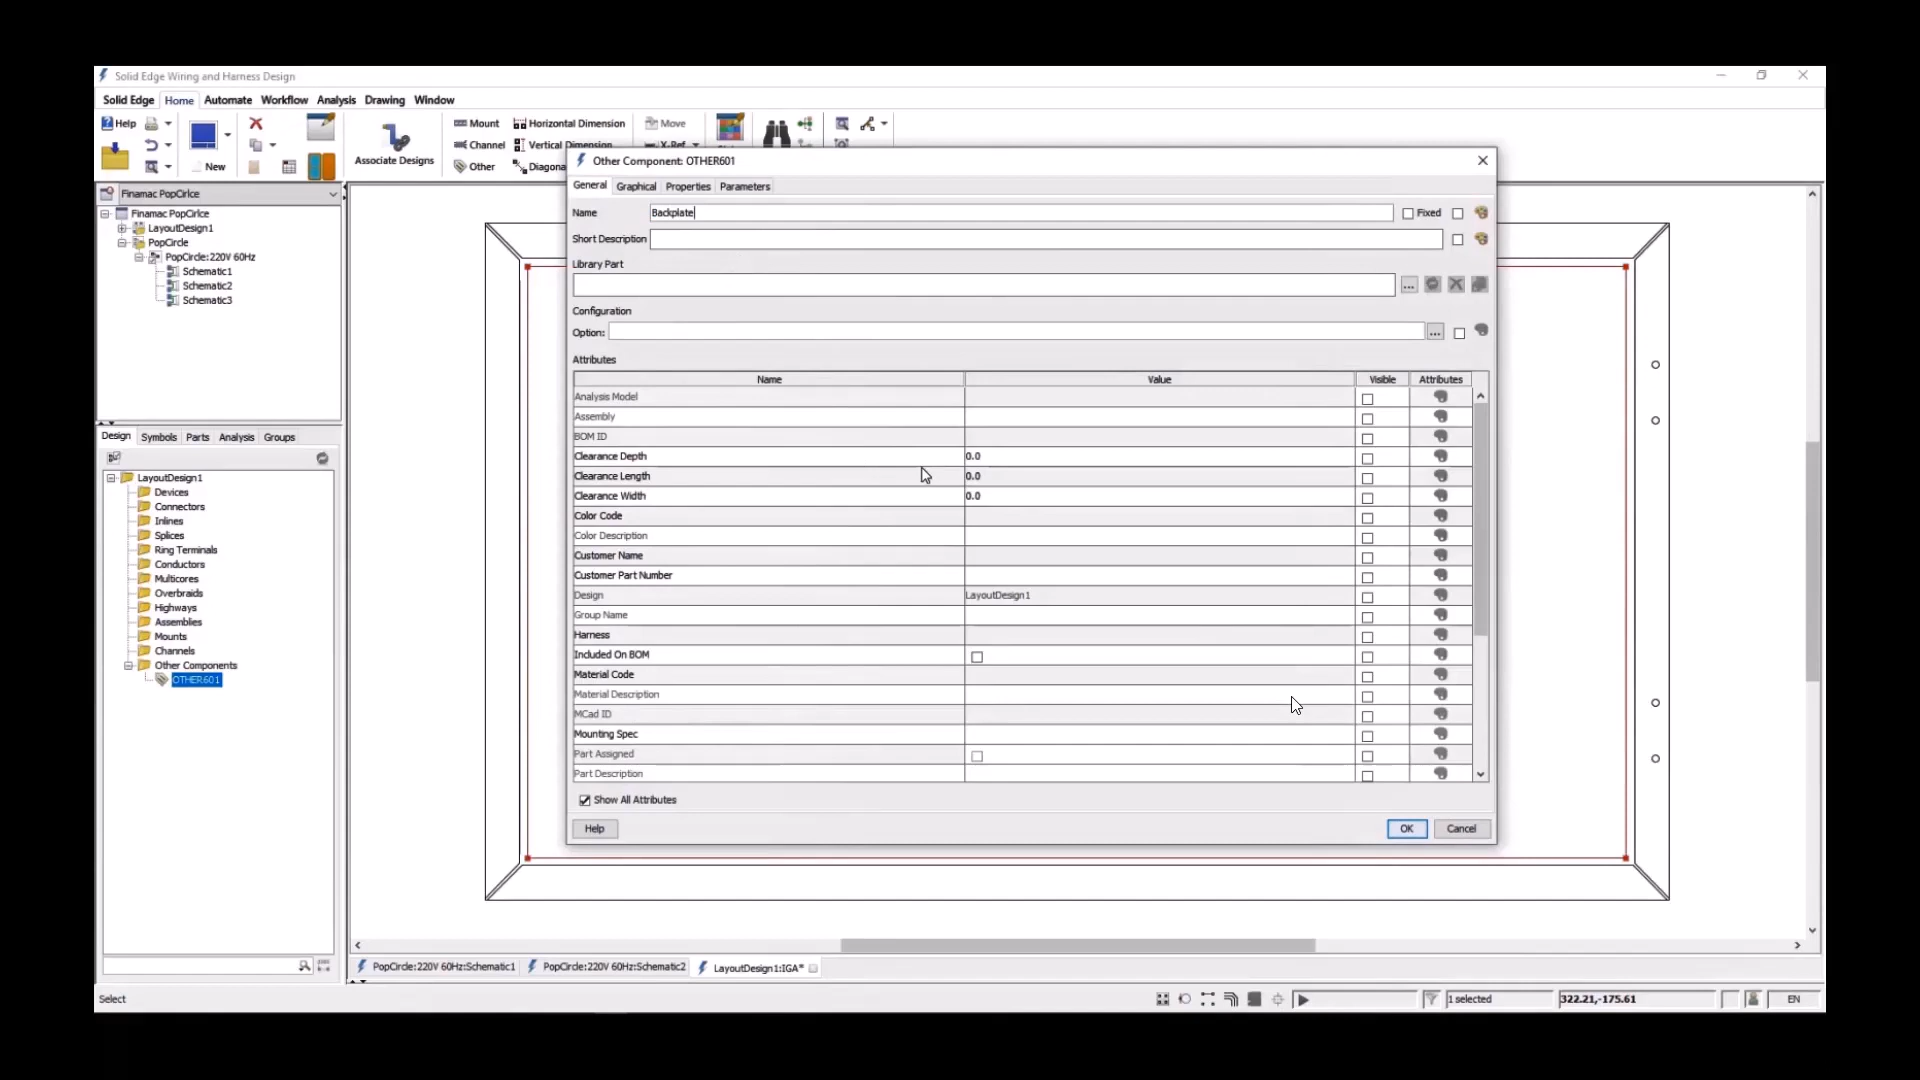 Solid Edge Wiring and Harness Design
Solid Edge Home Automate Workflow Analysis Drawing Window
Help
New
Associate Designs
Mount
Channel
Other
Horizontal Dimension
Vertical Dimension
Diagona
Move
X-Ref
Finamac PopCirlce
Finamac PopCirlce
LayoutDesign1
PopCircle
PopCircle:220V 60Hz
Schematic1
Schematic2
Schematic3
Design Symbols Parts Analysis Groups
LayoutDesign1
Devices
Connectors
Inlines
Splices
Ring Terminals
Conductors
Multicores
Overbraids
Highways
Assemblies
Mounts
Channels
Other Components
OTHER601
Other Component: OTHER601
General Graphical Properties Parameters
Name Backplate Fixed
Short Description
Library Part
...
Configuration
Option: ...
Attributes
Name Value Visible Attributes
Analysis Model
Assembly
BOM ID
Clearance Depth 0.0
Clearance Length 0.0
Clearance Width 0.0
Color Code
Color Description
Customer Name
Customer Part Number
Design LayoutDesign1
Group Name
Harness
Included On BOM
Material Code
Material Description
MCad ID
Mounting Spec
Part Assigned
Part Description
Show All Attributes
Help OK Cancel
PopCircle:220V 60Hz:Schematic1 PopCircle:220V 60Hz:Schematic2 LayoutDesign1:IGA*
Select 1 selected 322.21,-175.61 EN